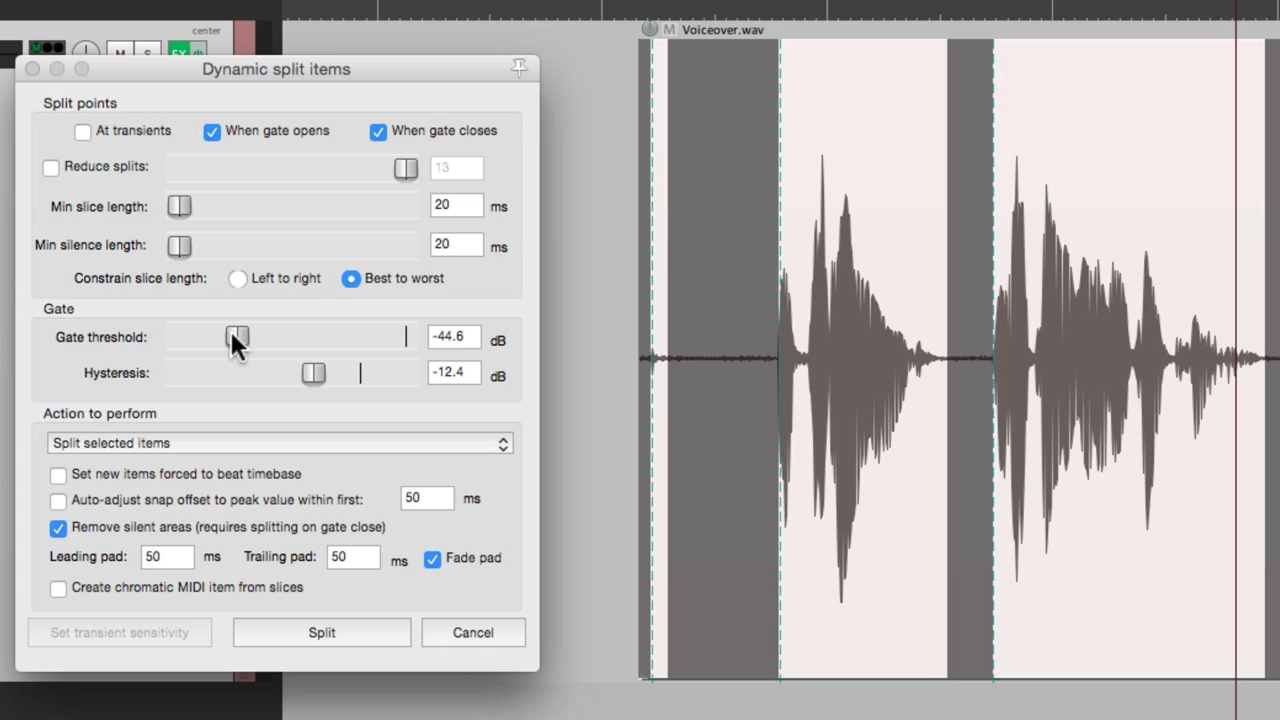 center
M S FX
M Voiceover.wav
Dynamic split items
Split points
At transients When gate opens When gate closes
Reduce splits: 13
Min slice length: 20 ms
Min silence length: 20 ms
Constrain slice length: Left to right Best to worst
Gate
Gate threshold: -44.6 dB
Hysteresis: -12.4 dB
Action to perform
Split selected items
Set new items forced to beat timebase
Auto-adjust snap offset to peak value within first: 50 ms
Remove silent areas (requires splitting on gate close)
Leading pad: 50 ms Trailing pad: 50 ms Fade pad
Create chromatic MIDI item from slices
Set transient sensitivity Split Cancel